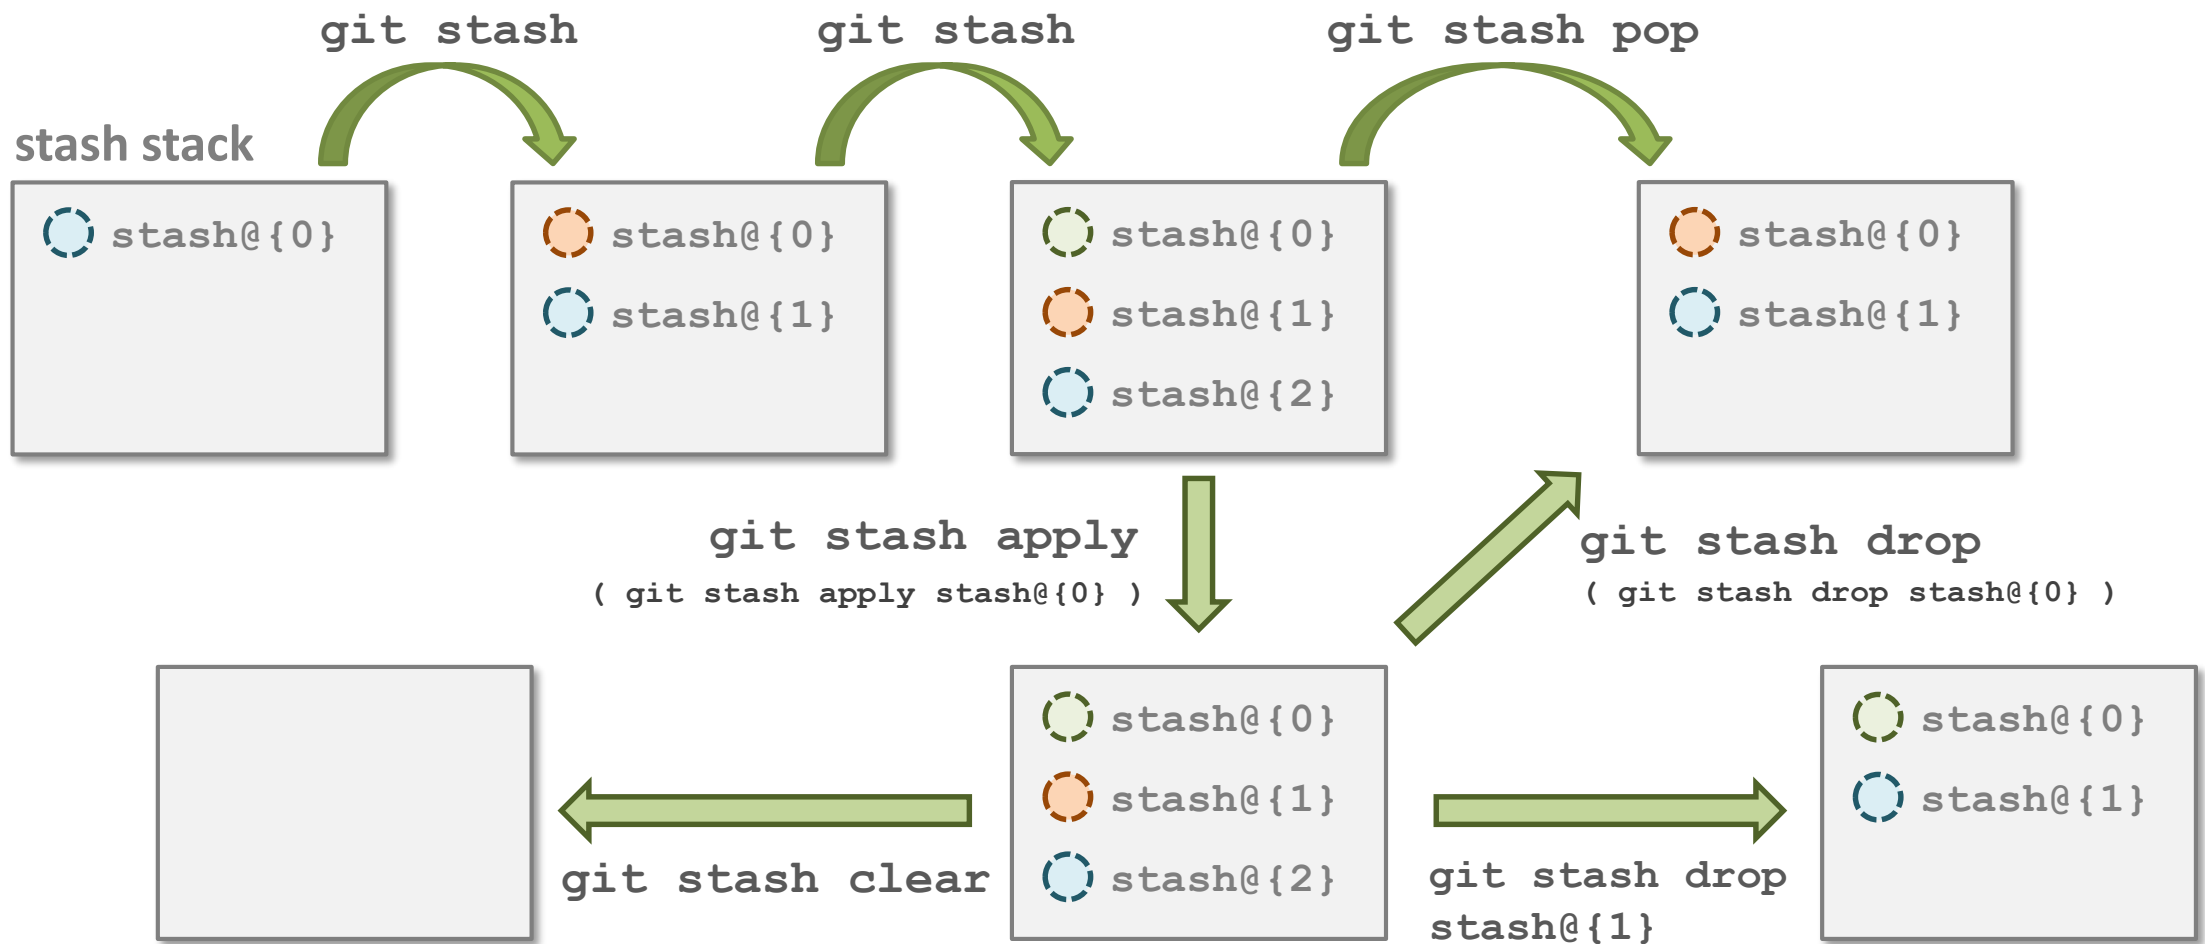 git stash
git stash
git stash pop
stash stack
stash@{0}
stash@{0}
stash@{1}
stash@{0}
stash@{1}
stash@{2}
stash@{0}
stash@{1}
git stash apply
( git stash apply stash@{0} )
git stash drop
( git stash drop stash@{0} )
git stash clear
stash@{0}
stash@{1}
stash@{2}
git stash drop
stash@{1}
stash@{0}
stash@{1}